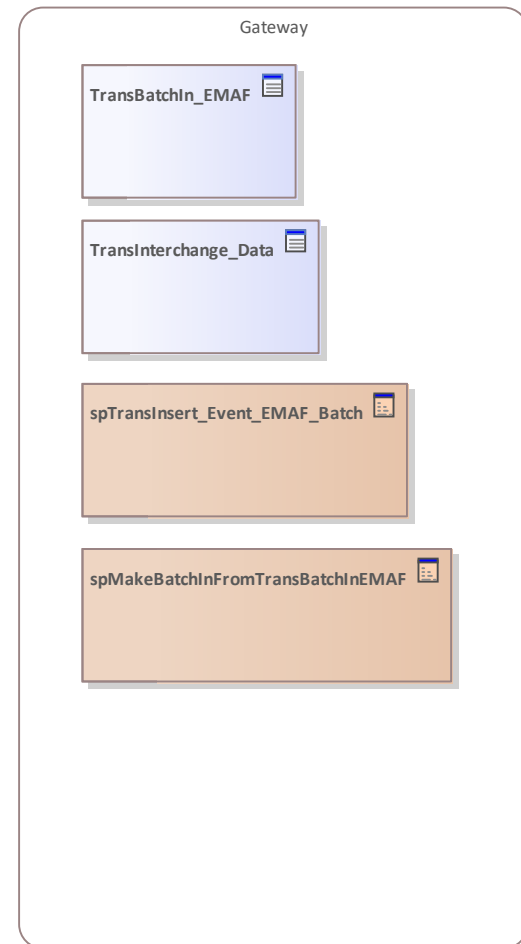 Gateway
TransBatchIn_EMAF
TransInterchange_Data
spTransInsert_Event_EMAF_Batch
spMakeBatchInFromTransBatchInEMAF